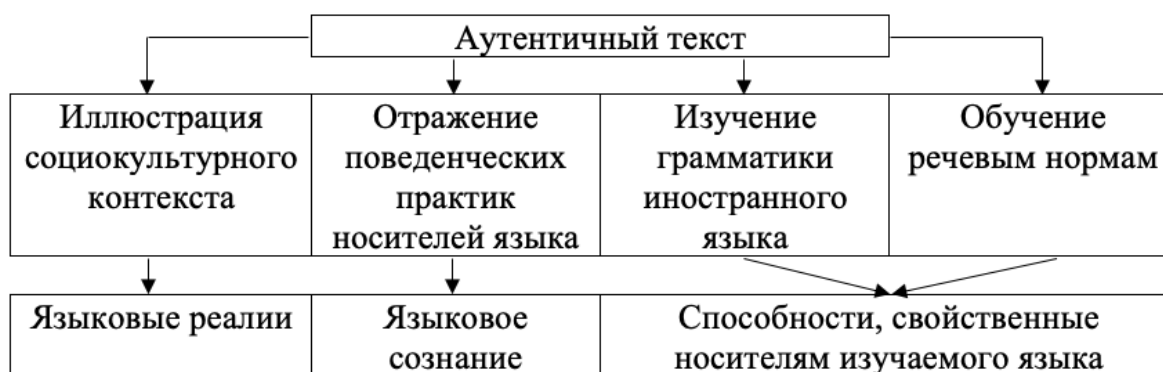 Аутентичный текст
Иллюстрация
социокультурного
контекста
Отражение
поведенческих
практик
носителей языка
Изучение
грамматики
иностранного
языка
Обучение
речевым нормам
Языковые реалии
Языковое
сознание
Способности, свойственные
носителям изучаемого языка